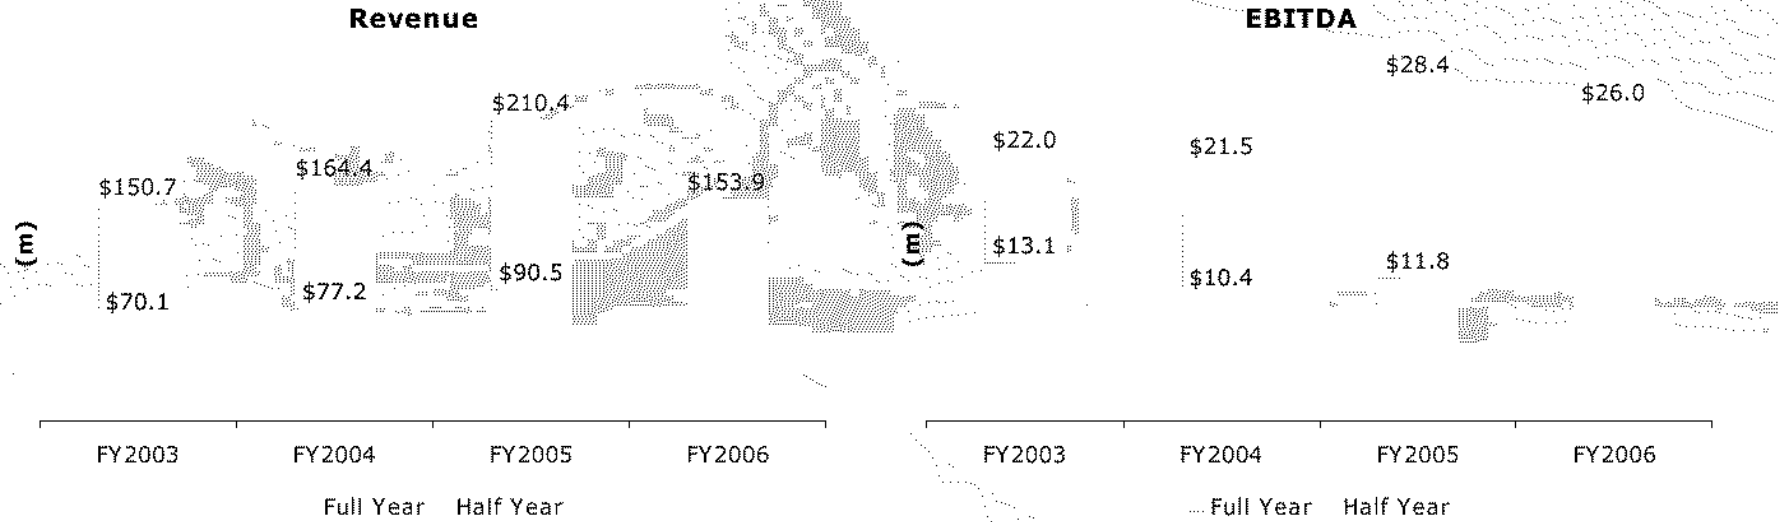 Revenue
$210.4
$164.4
$150.7
$153.9
$90.5
$77.2
$70.1
(m)
FY2003 FY2004 FY2005 FY2006
Full Year Half Year
EBITDA
$28.4
$26.0
$22.0
$21.5
$13.1
$11.8
$10.4
(m)
FY2003 FY2004 FY2005 FY2006
Full Year Half Year